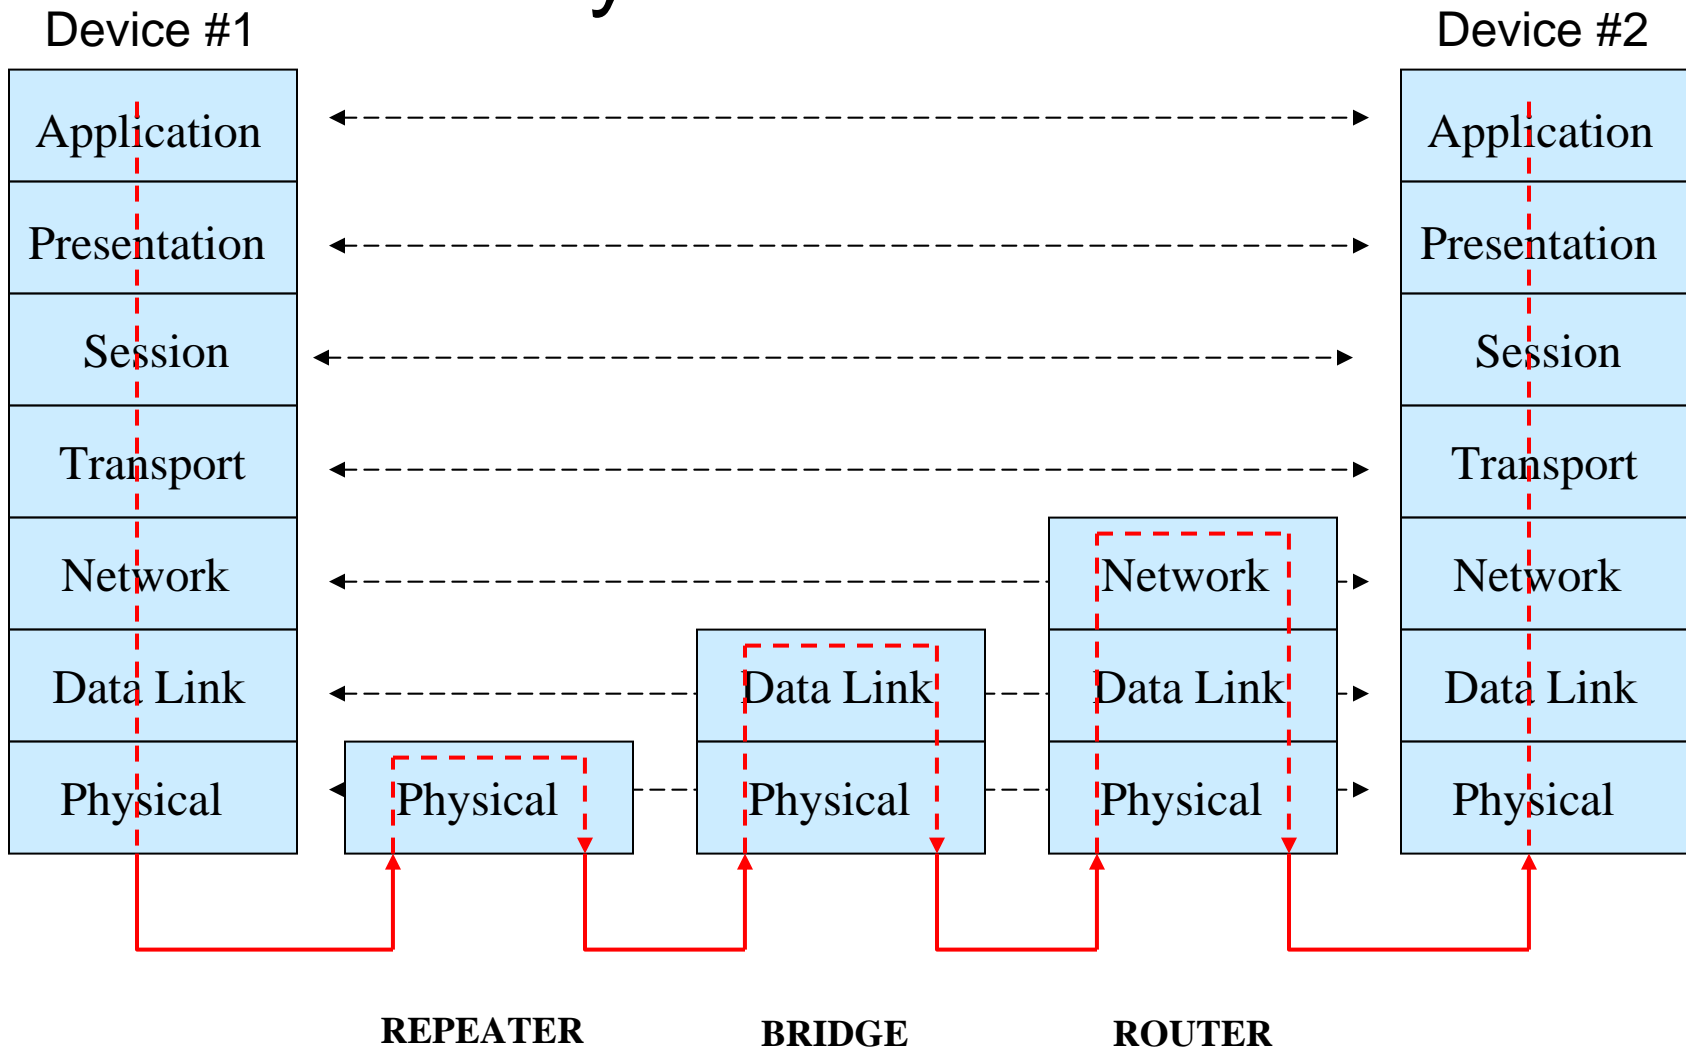 Device #1
Device #2
Application
Application
Presentation
Presentation
Session
Session
Transport
Transport
Network
Network
Network
Data Link
Data Link
Data Link
Data Link
Physical
Physical
Physical
Physical
Physical
REPEATER
BRIDGE
ROUTER